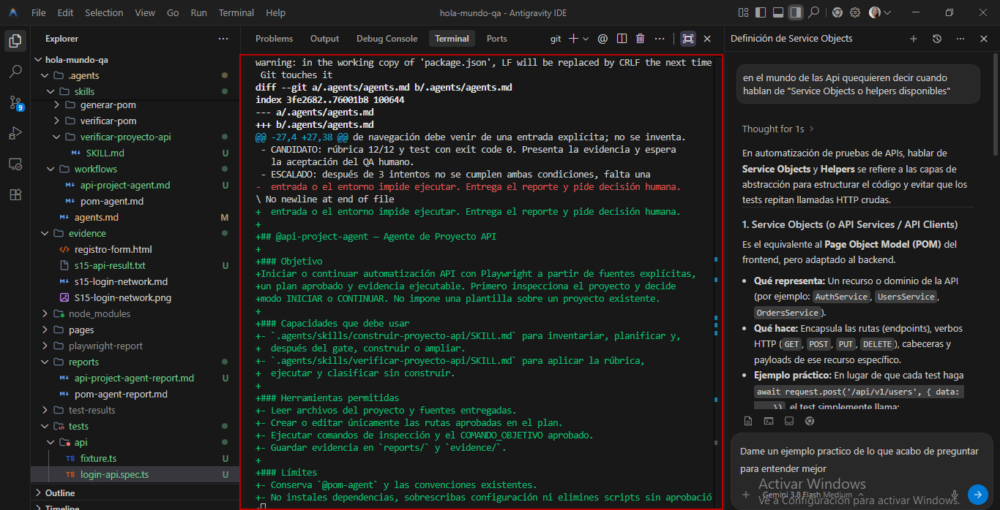 File Edit Selection View Go Run Terminal Help
hola-mundo-qa - Antigravity IDE
Explorer
hola-mundo-qa
.agents
skills
generar-pom
verificar-pom
verificar-proyecto-api
SKILL.md U
workflows
api-project-agent.md U
pom-agent.md
agents.md M
evidence
registro-form.html
s15-api-result.txt U
s15-login-network.md
S15-login-network.png
node_modules
pages
playwright-report
reports
api-project-agent-report.md U
pom-agent-report.md
test-results
tests
api
TS fixture.ts U
TS login-api.spec.ts U
Outline
Timeline
9
Problems Output Debug Console Terminal Ports
git
warning: in the working copy of 'package.json', LF will be replaced by CRLF the next time
Git touches it
diff --git a/.agents/agents.md b/.agents/agents.md
index 3fe2682..76001b8 100644
--- a/.agents/agents.md
+++ b/.agents/agents.md
@@ -27,4 +27,38 @@ de navegación debe venir de una entrada explícita; no se inventa.
- CANDIDATO: rúbrica 12/12 y test con exit code 0. Presenta la evidencia y espera
la aceptación del QA humano.
- ESCALADO: después de 3 intentos no se cumplen ambas condiciones, falta una
- entrada o el entorno impide ejecutar. Entrega el reporte y pide decisión humana.
\ No newline at end of file
+ entrada o el entorno impide ejecutar. Entrega el reporte y pide decisión humana.
+
+## @api-project-agent — Agente de Proyecto API
+
+### Objetivo
+Iniciar o continuar automatización API con Playwright a partir de fuentes explícitas,
+un plan aprobado y evidencia ejecutable. Primero inspecciona el proyecto y decide
+modo INICIAR o CONTINUAR. No impone una plantilla sobre un proyecto existente.
+
+### Capacidades que debe usar
+- `.agents/skills/construir-proyecto-api/SKILL.md` para inventariar, planificar y,
+ después del gate, construir o ampliar.
+- `.agents/skills/verificar-proyecto-api/SKILL.md` para aplicar la rúbrica,
+ ejecutar y clasificar sin construir.
+
+### Herramientas permitidas
+- Leer archivos del proyecto y fuentes entregadas.
+- Crear o editar únicamente las rutas aprobadas en el plan.
+- Ejecutar comandos de inspección y el COMANDO_OBJETIVO aprobado.
+- Guardar evidencia en `reports/` y `evidence/`.
+
+### Límites
+- Conserva `@pom-agent` y las convenciones existentes.
+- No instales dependencias, sobrescribas configuración ni elimines scripts sin aprobació
:
Definición de Service Objects
en el mundo de las Api quequieren decir cuando
hablan de "Service Objects o helpers disponibles"
Thought for 1s
En automatización de pruebas de APIs, hablar de
Service Objects y Helpers se refiere a las capas de
abstracción para estructurar el código y evitar que los
tests repitan llamadas HTTP crudas.
1. Service Objects (o API Services / API Clients)
Es el equivalente al Page Object Model (POM) del
frontend, pero adaptado al backend.
• Qué representa: Un recurso o dominio de la API
(por ejemplo: AuthService, UsersService,
OrdersService).
• Qué hace: Encapsula las rutas (endpoints), verbos
HTTP (GET, POST, PUT, DELETE), cabeceras y
payloads de ese recurso específico.
• Ejemplo práctico: En lugar de que cada test haga
await request.post('/api/v1/users', { data:
... }), el test simplemente llama:
Dame un ejemplo practico de lo que acabo de preguntar
para entender mejor
Gemini 3.8 Flash Medium
Activar Windows
Ve a Configuración para activar Windows.